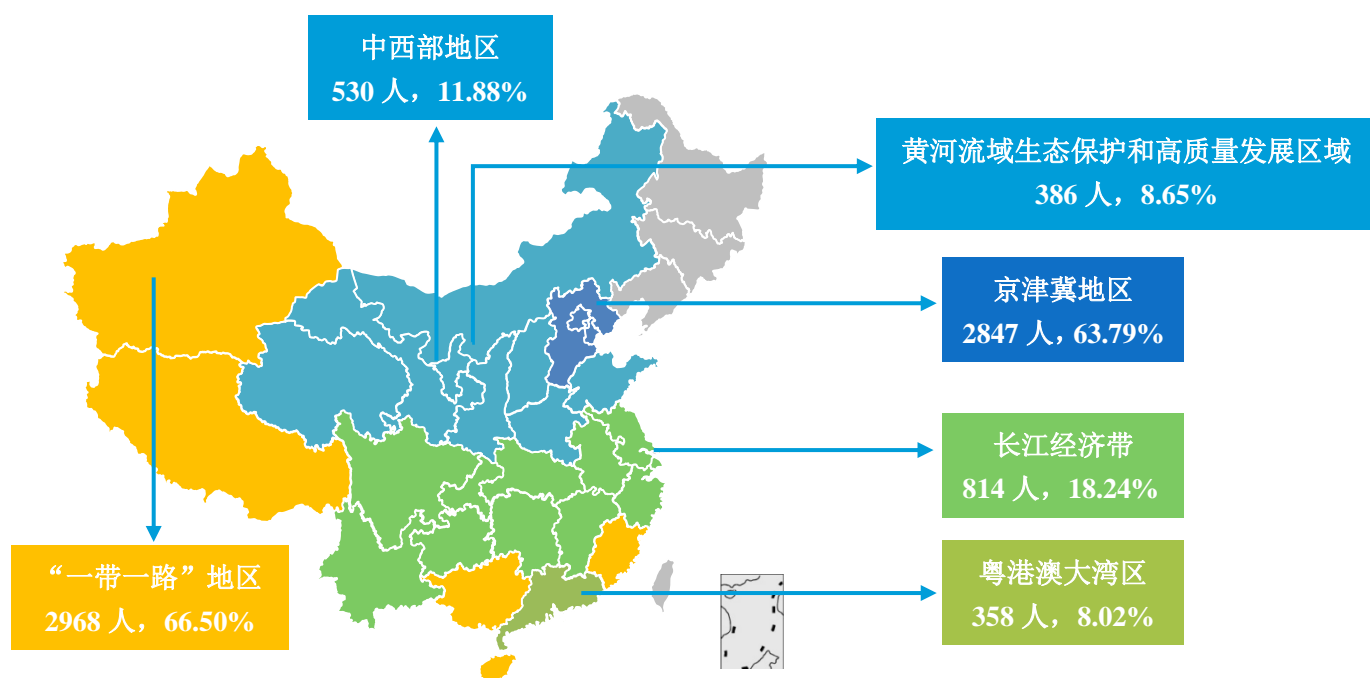 中西部地区
530 人，11.88%
黄河流域生态保护和高质量发展区域
386 人，8.65%
京津冀地区
2847 人，63.79%
长江经济带
814 人，18.24%
“一带一路”地区
2968 人，66.50%
粤港澳大湾区
358 人，8.02%